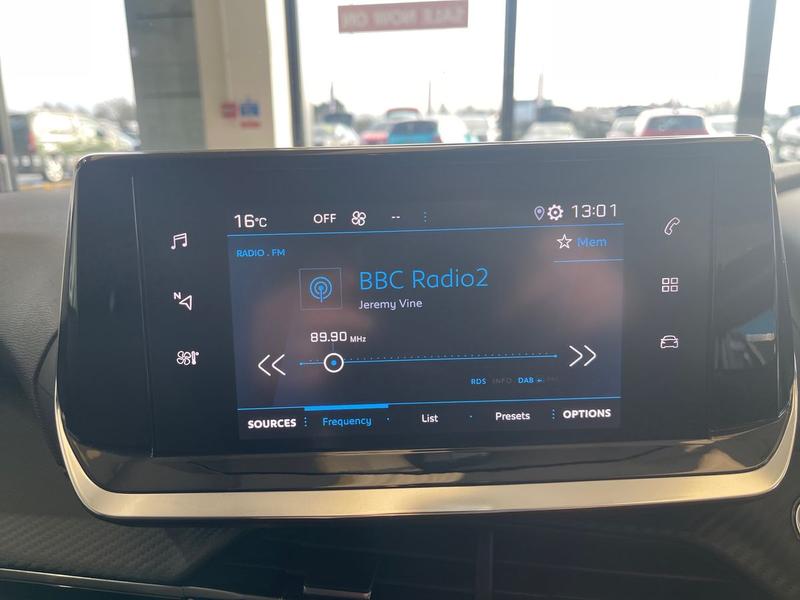 SALE NOW ON
16°C OFF -- 13:01
RADIO . FM
Mem
BBC Radio2
Jeremy Vine
N
89.90 MHz
RDS INFO DAB FM
SOURCES Frequency List Presets OPTIONS